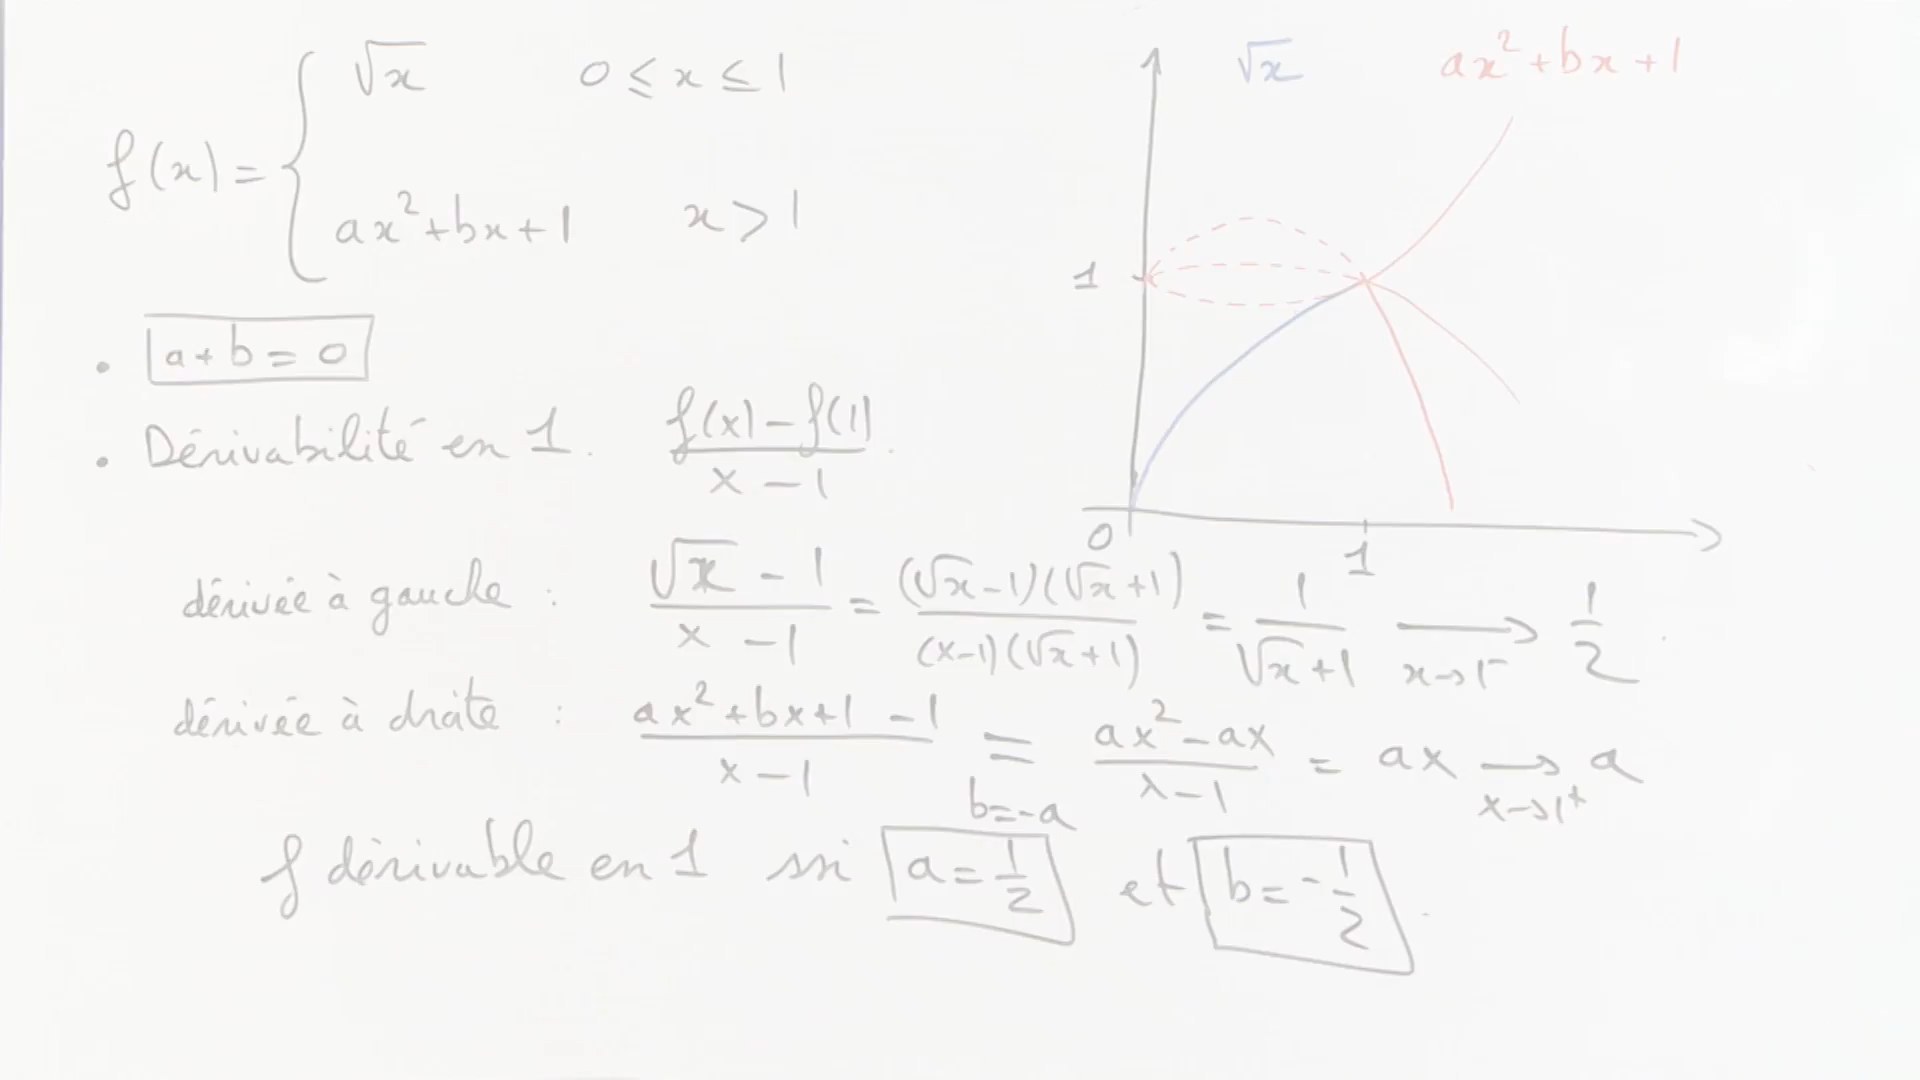 f(x) = { √x 0 ≤ x ≤ 1
ax²+bx+1 x > 1
√x ax²+bx+1
1
0 1
• a+b = 0
• Dérivabilité en 1. f(x) - f(1) / x - 1 .
dérivée à gauche : √x - 1 / x - 1 = (√x-1)(√x+1) / (x-1)(√x+1) = 1 / √x+1 ⟶ x→1⁻ 1/2 .
dérivée à droite : ax²+bx+1 -1 / x-1 = b=-a ax²-ax / x-1 = ax ⟶ x→1⁺ a
f dérivable en 1 ssi a=1/2 et b=-1/2 .